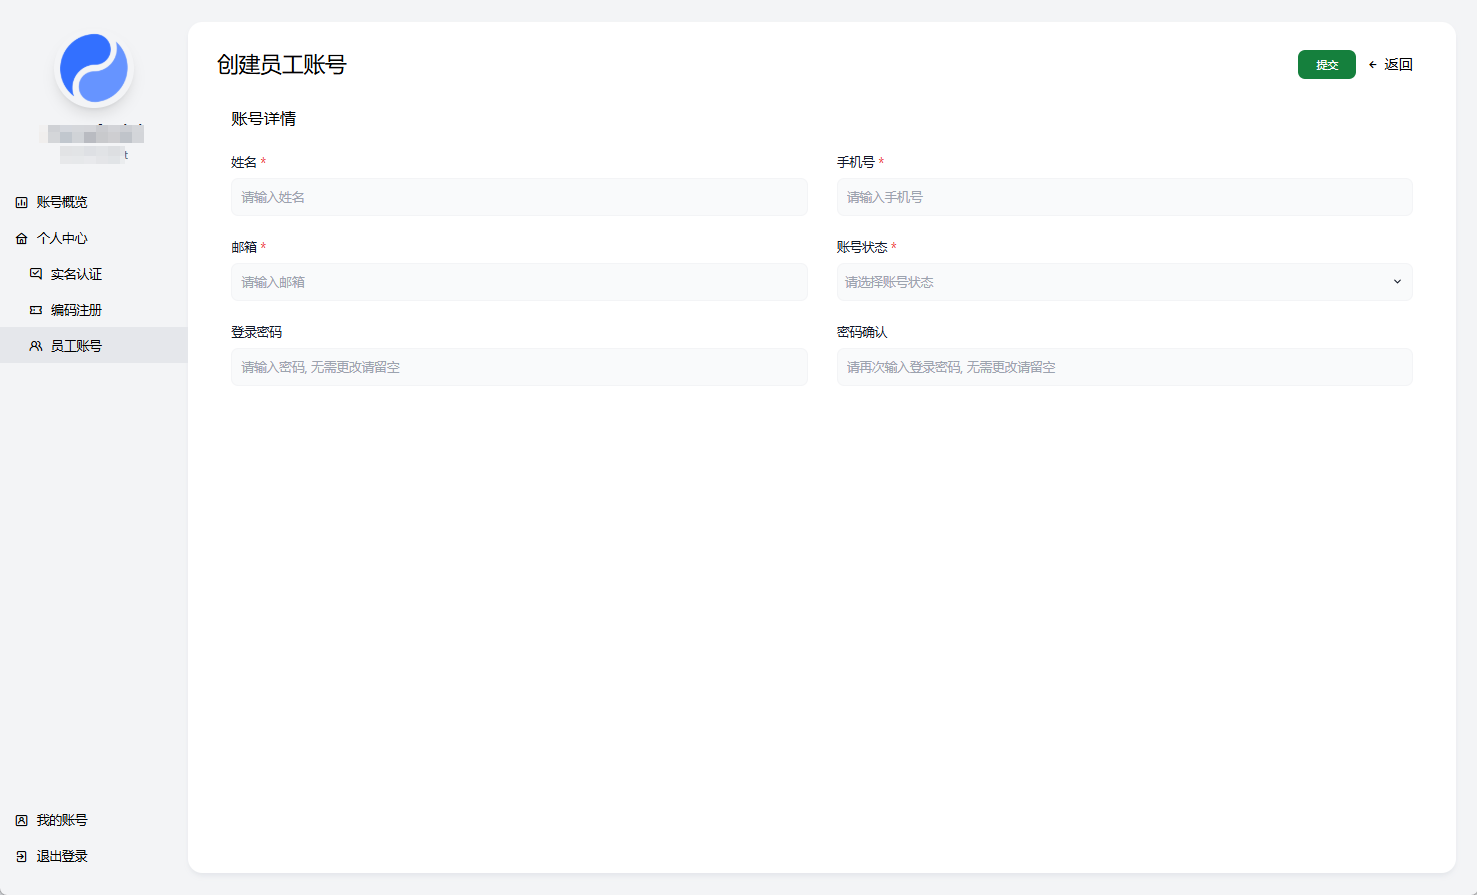 账号概览
个人中心
实名认证
编码注册
员工账号
我的账号
退出登录
创建员工账号
提交
← 返回
账号详情
姓名 *
请输入姓名
手机号 *
请输入手机号
邮箱 *
请输入邮箱
账号状态 *
请选择账号状态
登录密码
请输入密码, 无需更改请留空
密码确认
请再次输入登录密码, 无需更改请留空